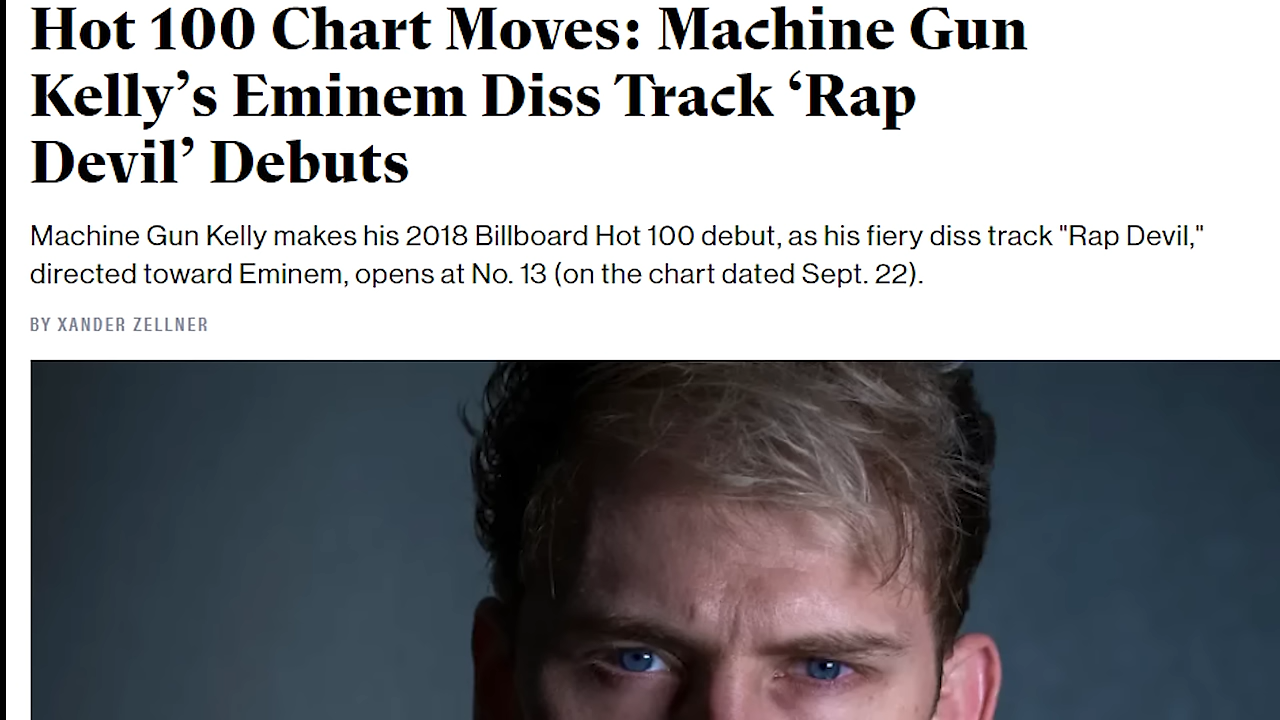 Hot 100 Chart Moves: Machine Gun
Kelly’s Eminem Diss Track ‘Rap
Devil’ Debuts
Machine Gun Kelly makes his 2018 Billboard Hot 100 debut, as his fiery diss track "Rap Devil,"
directed toward Eminem, opens at No. 13 (on the chart dated Sept. 22).
BY XANDER ZELLNER